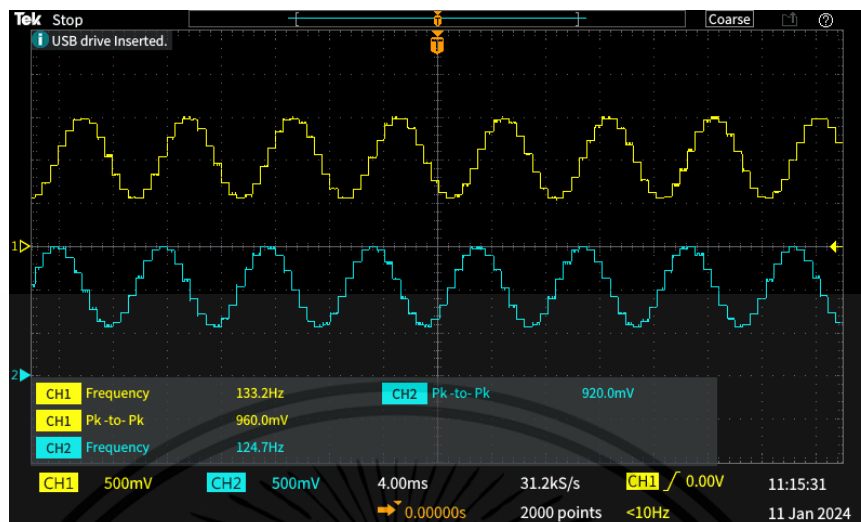 Tek Stop Coarse
USB drive Inserted.
1
2
CH1 Frequency 133.2Hz CH2 Pk-to-Pk 920.0mV
CH1 Pk-to-Pk 960.0mV
CH2 Frequency 124.7Hz
CH1 500mV CH2 500mV 4.00ms 31.2kS/s CH1 0.00V 11:15:31
0.00000s 2000 points <10Hz 11 Jan 2024